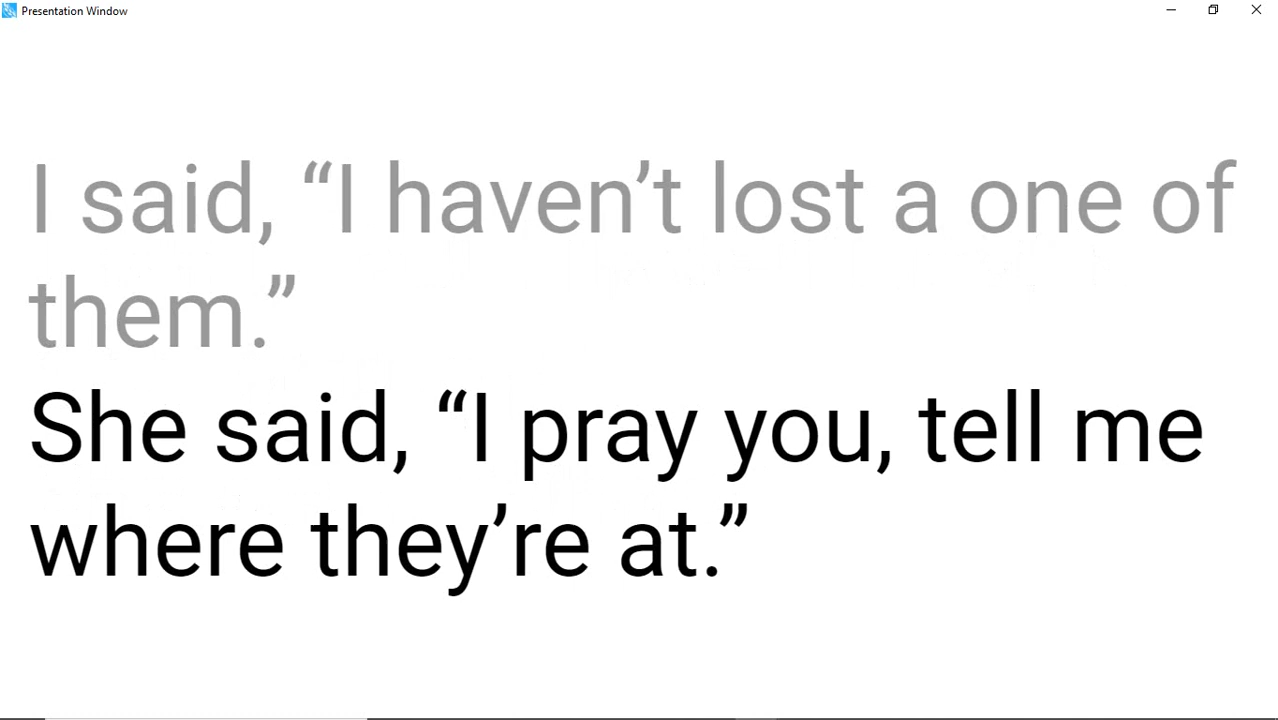 Presentation Window
I said, “I haven’t lost a one of
them.”
She said, “I pray you, tell me
where they’re at.”